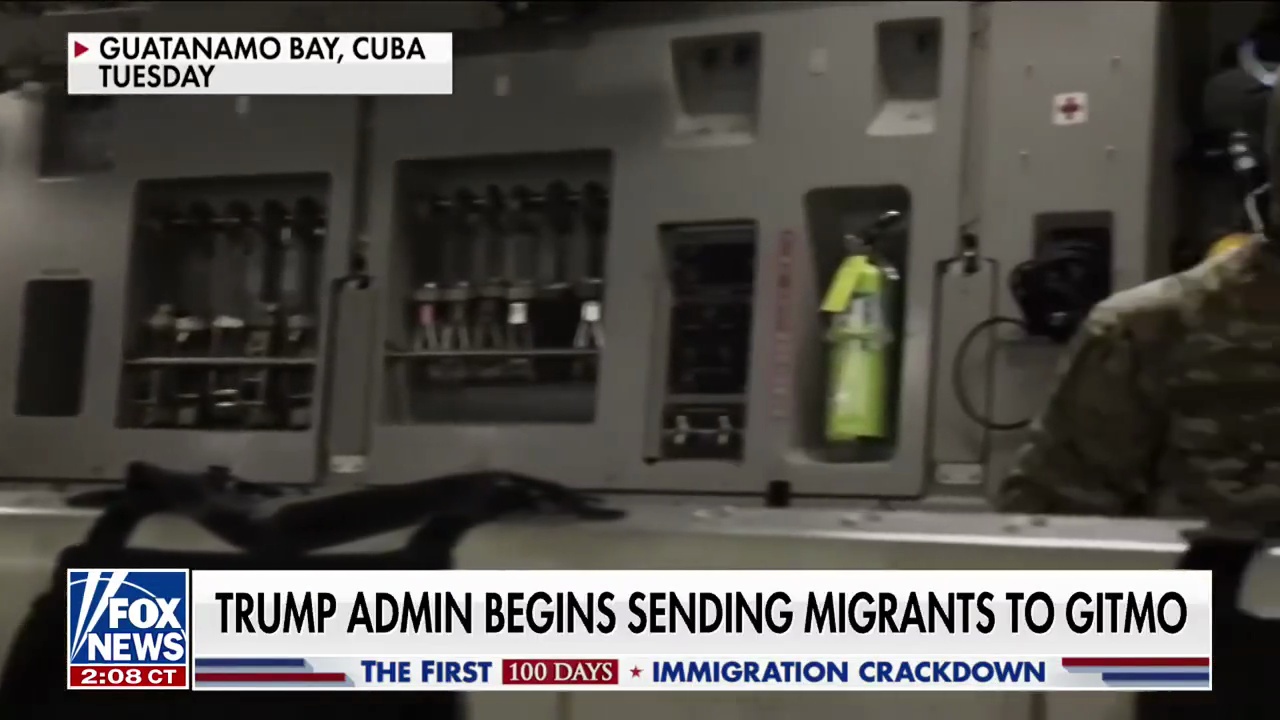 GUATANAMO BAY, CUBA
TUESDAY
FOX
NEWS
2:08 CT
TRUMP ADMIN BEGINS SENDING MIGRANTS TO GITMO
THE FIRST 100 DAYS ★ IMMIGRATION CRACKDOWN